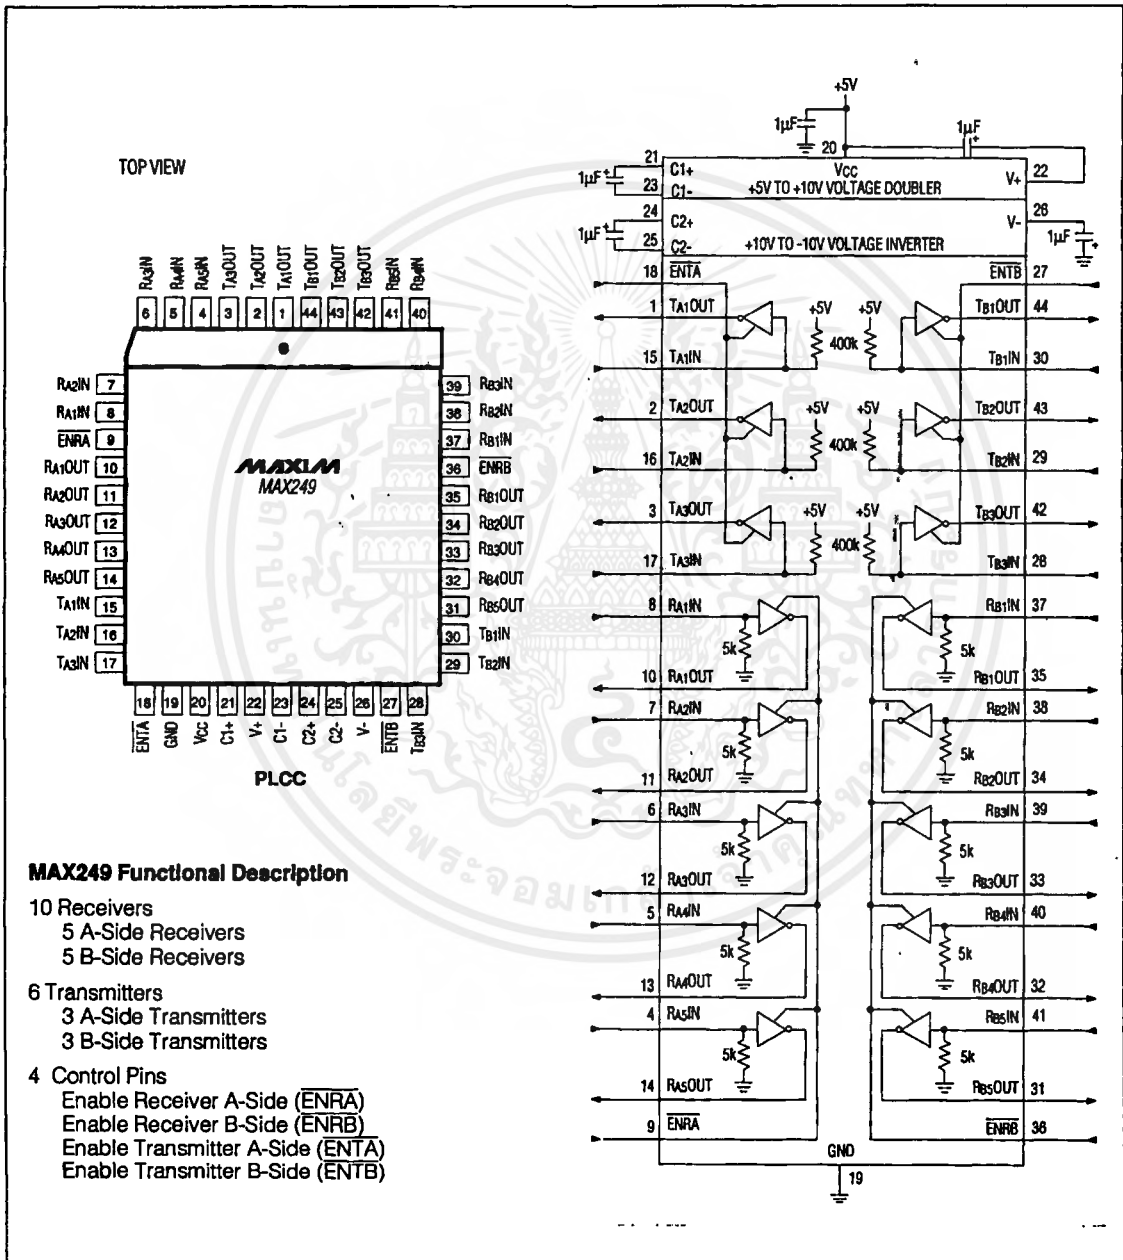 TOP VIEW
RA3IN RA4IN RA5IN TA3OUT TA2OUT TA1OUT TB1OUT TB2OUT TB3OUT RB5IN RB4IN
6 5 4 3 2 1 44 43 42 41 40
RA2IN 7
RA1IN 8
ENRA 9
RA1OUT 10
RA2OUT 11
RA3OUT 12
RA4OUT 13
RA5OUT 14
TA1IN 15
TA2IN 16
TA3IN 17
MAXIM
MAX249
39 RB3IN
38 RB2IN
37 RB1IN
36 ENRB
35 RB1OUT
34 RB2OUT
33 RB3OUT
32 RB4OUT
31 RB5OUT
30 TB1IN
29 TB2IN
18 19 20 21 22 23 24 25 26 27 28
ENTA GND VCC C1+ V+ C1- C2+ C2- V- ENTB TB3IN
PLCC
MAX249 Functional Description
10 Receivers
5 A-Side Receivers
5 B-Side Receivers
6 Transmitters
3 A-Side Transmitters
3 B-Side Transmitters
4 Control Pins
Enable Receiver A-Side (ENRA)
Enable Receiver B-Side (ENRB)
Enable Transmitter A-Side (ENTA)
Enable Transmitter B-Side (ENTB)
+5V
1µF 1µF
20
21 C1+ VCC V+ 22
1µF
23 C1- +5V TO +10V VOLTAGE DOUBLER
24 C2+ V- 26
1µF 1µF
25 C2- +10V TO -10V VOLTAGE INVERTER
18 ENTA ENTB 27
1 TA1OUT +5V +5V TB1OUT 44
400k
15 TA1IN TB1IN 30
2 TA2OUT +5V +5V TB2OUT 43
400k
16 TA2IN TB2IN 29
3 TA3OUT +5V +5V TB3OUT 42
400k
17 TA3IN TB3IN 28
8 RA1IN RB1IN 37
5k 5k
10 RA1OUT RB1OUT 35
7 RA2IN RB2IN 38
5k 5k
11 RA2OUT RB2OUT 34
6 RA3IN RB3IN 39
5k 5k
12 RA3OUT RB3OUT 33
5 RA4IN RB4IN 40
5k 5k
13 RA4OUT RB4OUT 32
4 RA5IN RB5IN 41
5k 5k
14 RA5OUT RB5OUT 31
9 ENRA ENRB 36
GND
19